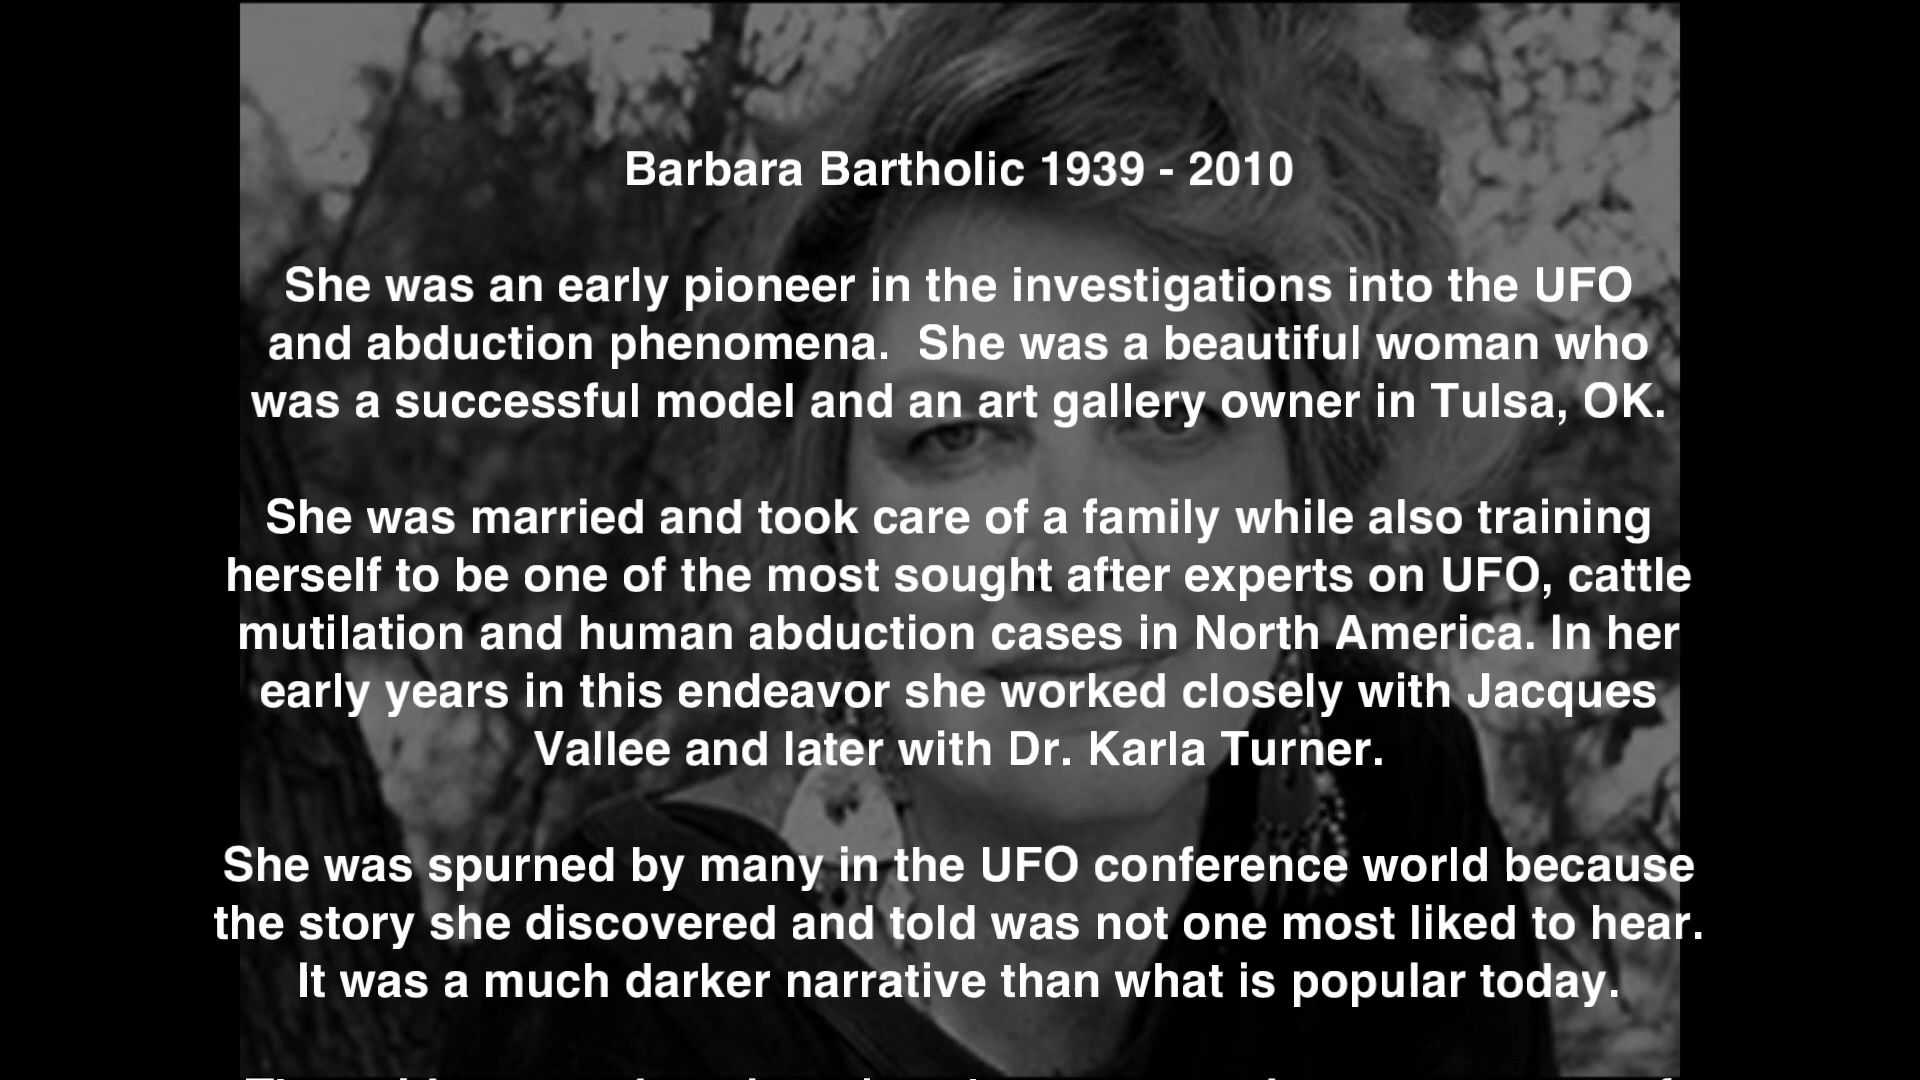 Barbara Bartholic 1939 - 2010
She was an early pioneer in the investigations into the UFO
and abduction phenomena.  She was a beautiful woman who
was a successful model and an art gallery owner in Tulsa, OK.
She was married and took care of a family while also training
herself to be one of the most sought after experts on UFO, cattle
mutilation and human abduction cases in North America. In her
early years in this endeavor she worked closely with Jacques
Vallee and later with Dr. Karla Turner.
She was spurned by many in the UFO conference world because
the story she discovered and told was not one most liked to hear.
It was a much darker narrative than what is popular today.